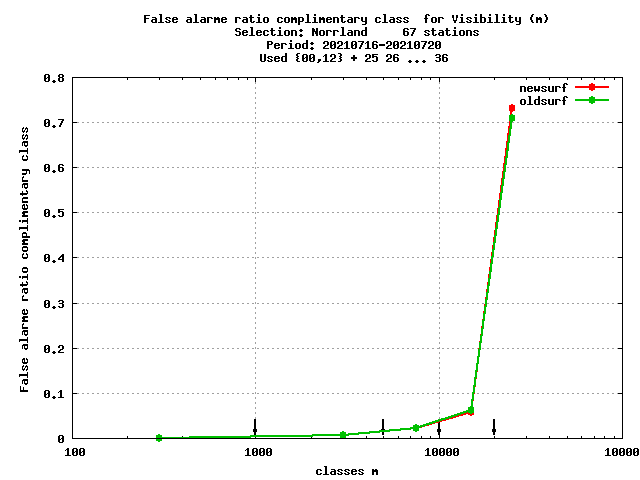 False alarme ratio complimentary class  for Visibility (m)
Selection: Norrland     67 stations
Period: 20210716-20210720
Used {00,12} + 25 26 ... 36
newsurf
oldsurf
0.8
0.7
0.6
0.5
0.4
0.3
0.2
0.1
0
False alarme ratio complimentary class
100
1000
10000
10000
classes m